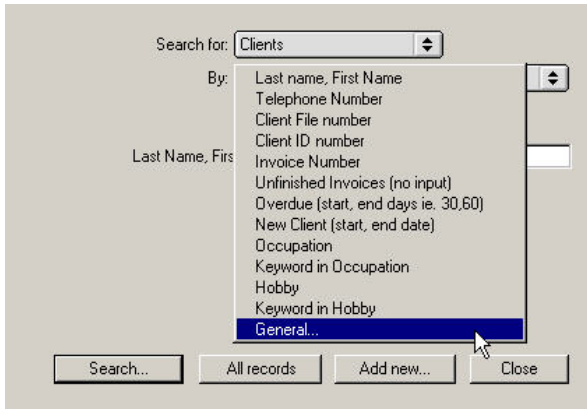 Search for: Clients
By:
Last name, First Name
Telephone Number
Client File number
Client ID number
Last Name, Firs
Invoice Number
Unfinished Invoices (no input)
Overdue (start, end days ie. 30,60)
New Client (start, end date)
Occupation
Keyword in Occupation
Hobby
Keyword in Hobby
General...
Search... All records Add new... Close